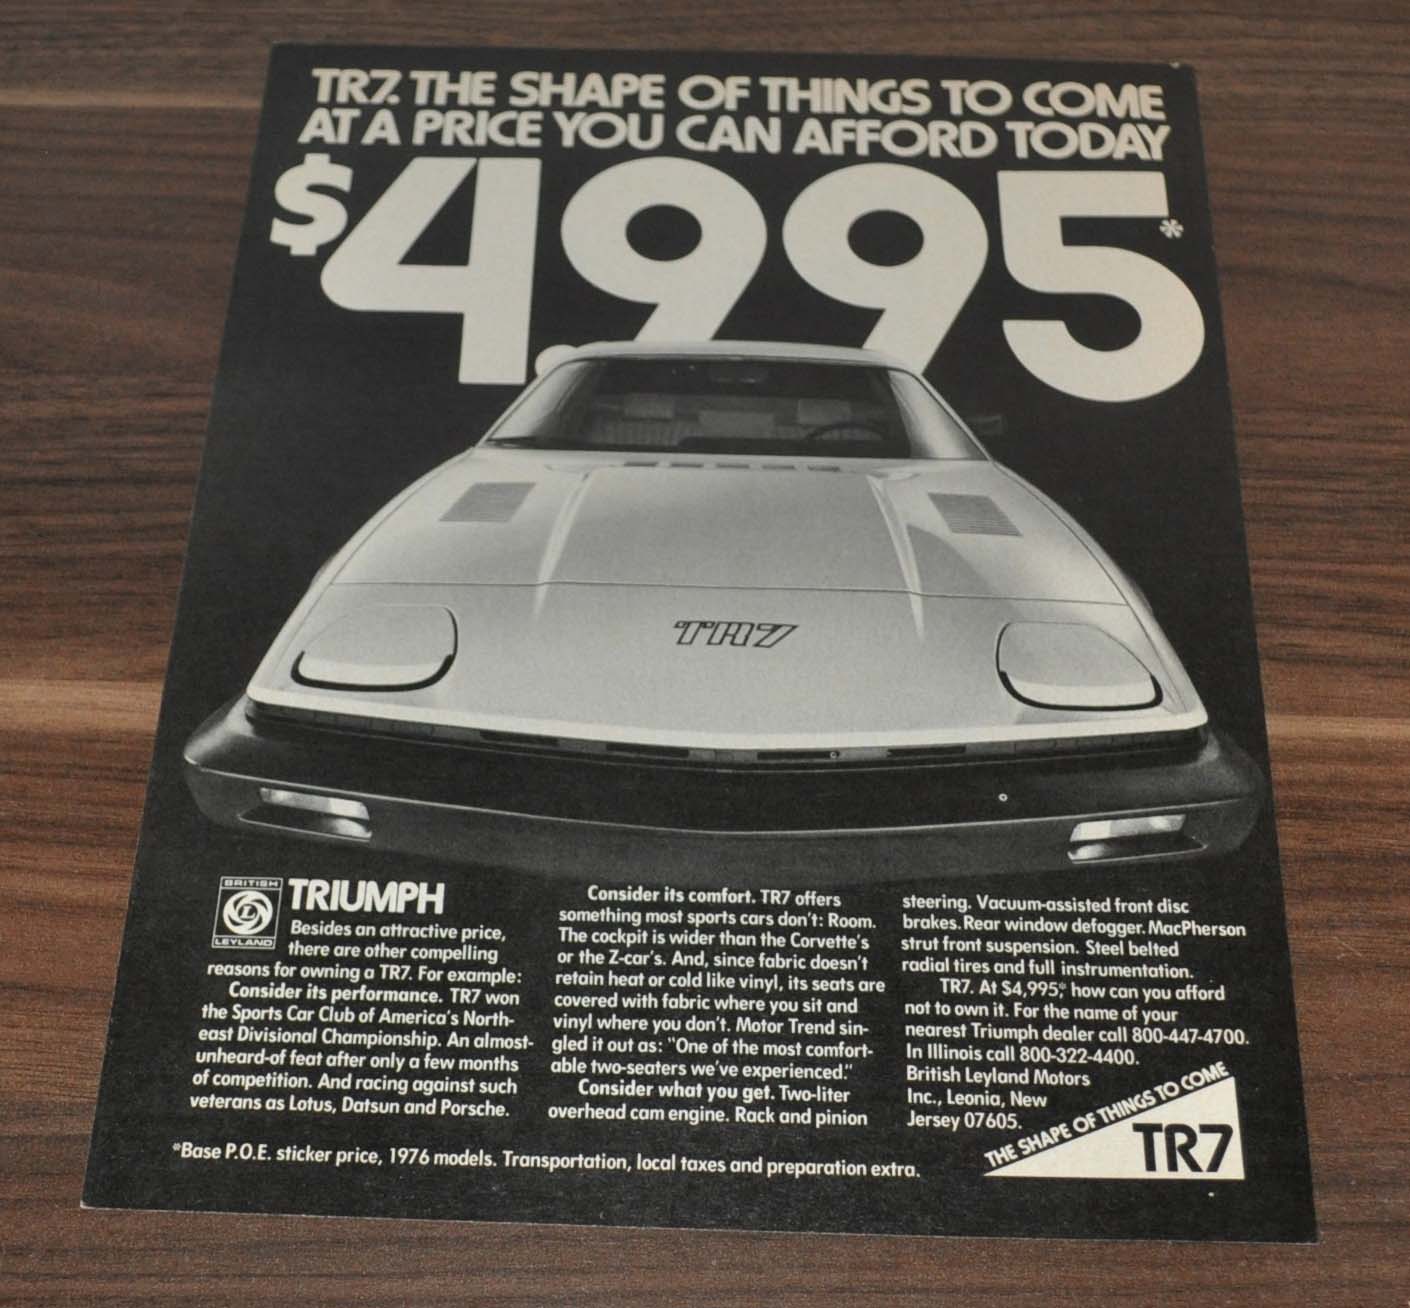 TR7. THE SHAPE OF THINGS TO COME
AT A PRICE YOU CAN AFFORD TODAY
$4,995*
TR7
BRITISH
L
LEYLAND
TRIUMPH
Besides an attractive price,
there are other compelling
reasons for owning a TR7. For example:
Consider its performance. TR7 won
the Sports Car Club of America's North-
east Divisional Championship. An almost-
unheard-of feat after only a few months
of competition. And racing against such
veterans as Lotus, Datsun and Porsche.
Consider its comfort. TR7 offers
something most sports cars don't: Room.
The cockpit is wider than the Corvette's
or the Z-car's. And, since fabric doesn't
retain heat or cold like vinyl, its seats are
covered with fabric where you sit and
vinyl where you don't. Motor Trend sin-
gled it out as: "One of the most comfort-
able two-seaters we've experienced."
Consider what you get. Two-liter
overhead cam engine. Rack and pinion
steering. Vacuum-assisted front disc
brakes. Rear window defogger. MacPherson
strut front suspension. Steel belted
radial tires and full instrumentation.
TR7. At $4,995,* how can you afford
not to own it. For the name of your
nearest Triumph dealer call 800-447-4700.
In Illinois call 800-322-4400.
British Leyland Motors
Inc., Leonia, New
Jersey 07605.
THE SHAPE OF THINGS TO COME
TR7
*Base P.O.E. sticker price, 1976 models. Transportation, local taxes and preparation extra.